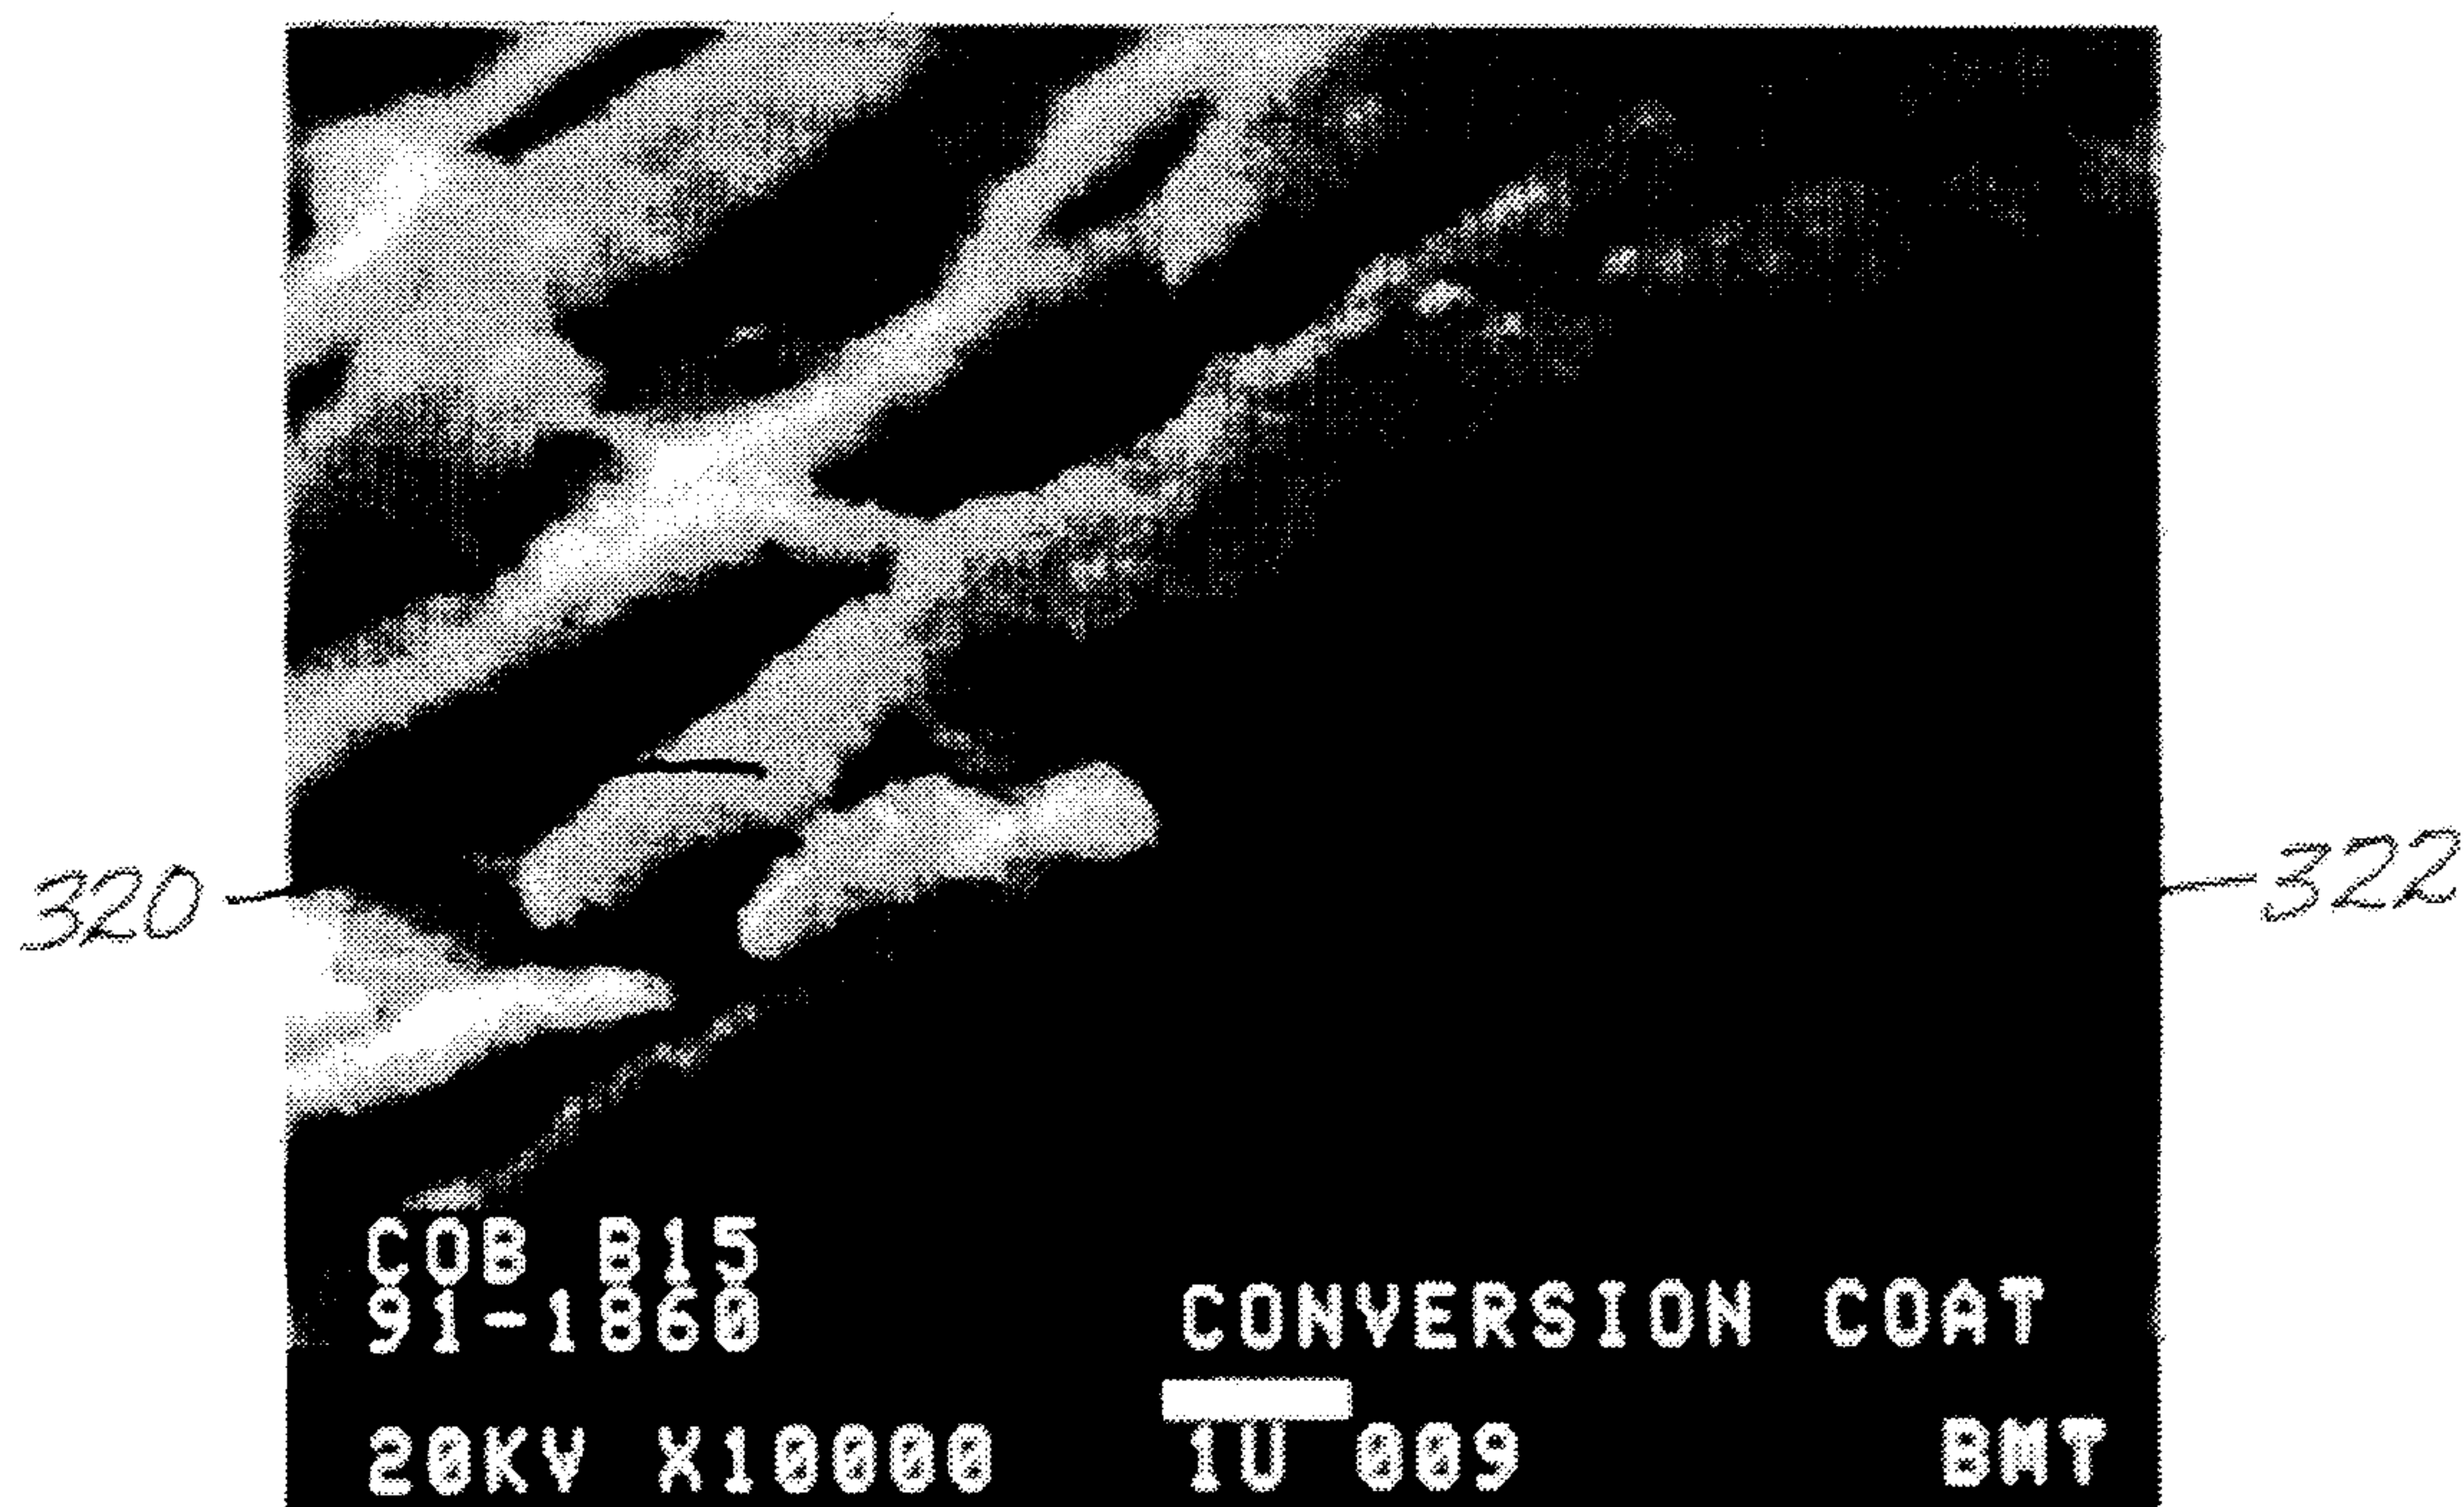 320
322
COB B15
91-1860
CONVERSION COAT
20KV X10000 1U 009 BMT